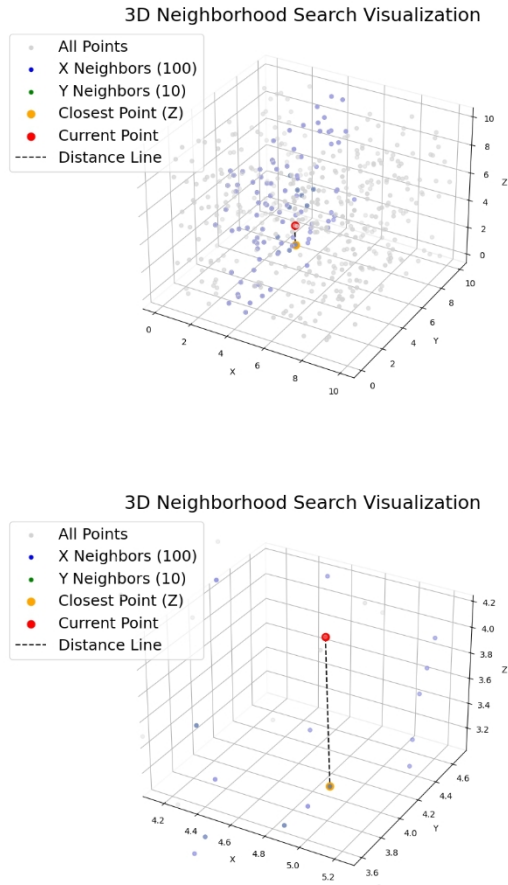 3D Neighborhood Search Visualization
All Points
X Neighbors (100)
Y Neighbors (10)
Closest Point (Z)
Current Point
Distance Line
10
8
6
4
2
0
Z
10
8
6
4
2
0
Y
0
2
4
6
8
10
X
3D Neighborhood Search Visualization
All Points
X Neighbors (100)
Y Neighbors (10)
Closest Point (Z)
Current Point
Distance Line
4.2
4.0
3.8
3.6
3.4
3.2
Z
4.6
4.4
4.2
4.0
3.8
3.6
Y
4.2
4.4
4.6
4.8
5.0
5.2
X